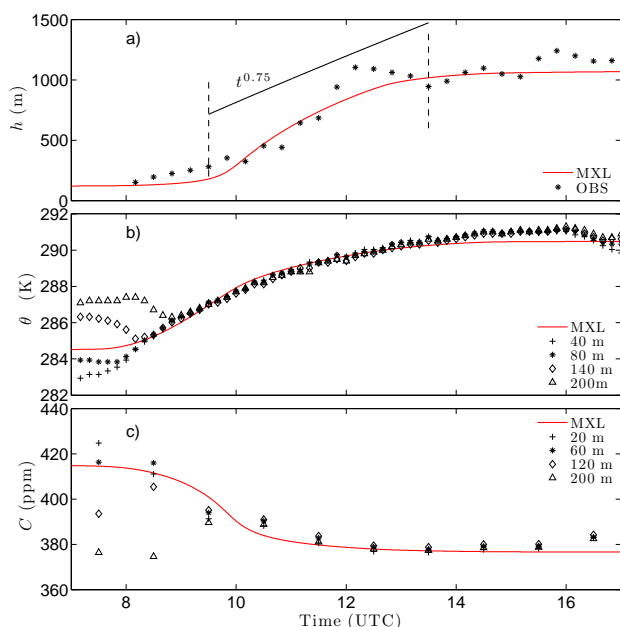 1500
a)
t^0.75
1000
h (m)
500
MXL
OBS
0
292
b)
290
288
θ (K)
286
MXL
40 m
80 m
284
140 m
200m
282
440
c)
MXL
20 m
420
60 m
120 m
200 m
C (ppm)
400
380
360
8 10 12 14 16
Time (UTC)